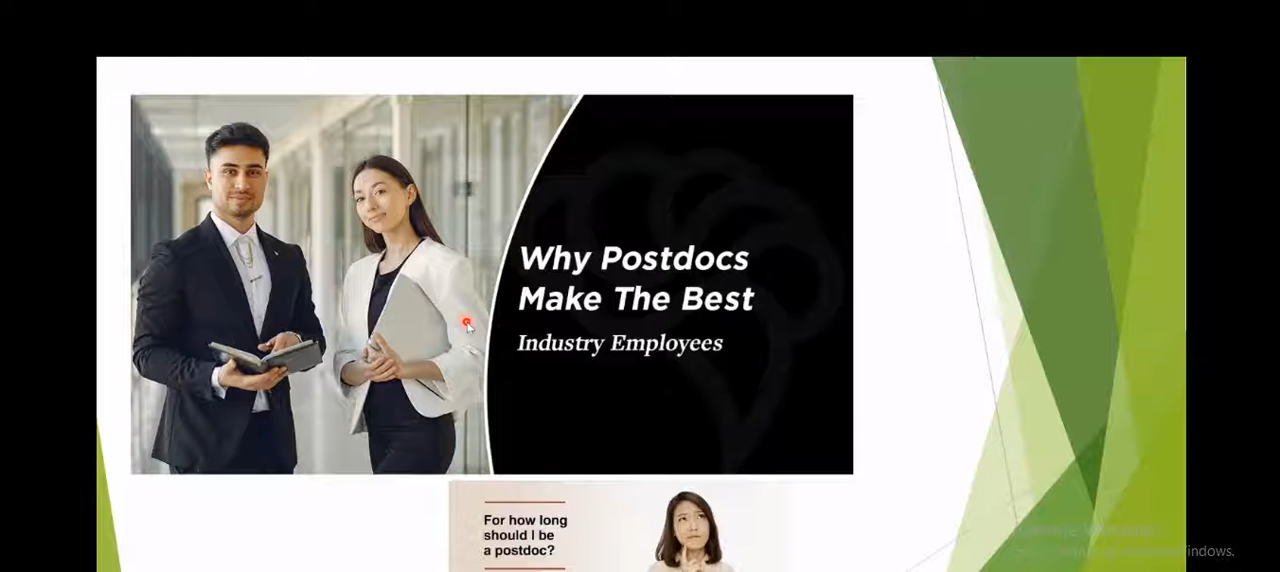 Why Postdocs
Make The Best
Industry Employees
For how long
should I be
a postdoc?